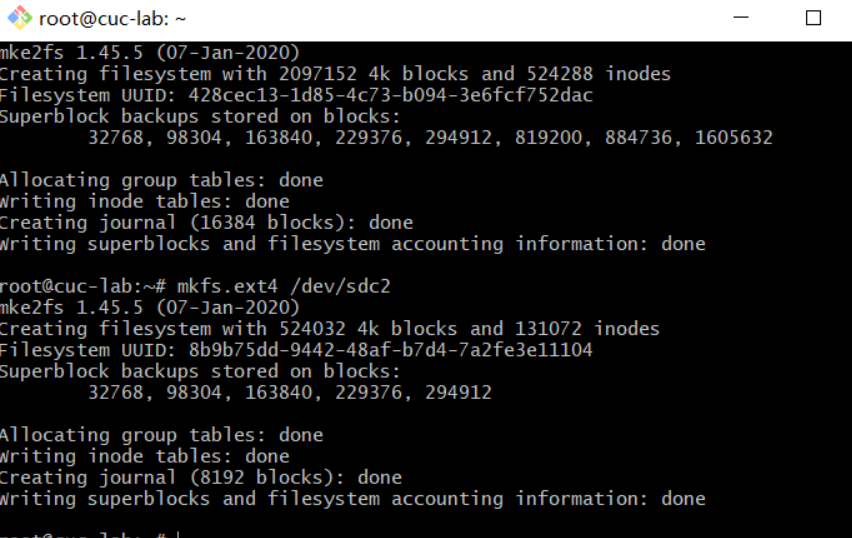 root@cuc-lab: ~
mke2fs 1.45.5 (07-Jan-2020)
Creating filesystem with 2097152 4k blocks and 524288 inodes
Filesystem UUID: 428cec13-1d85-4c73-b094-3e6fcf752dac
Superblock backups stored on blocks:
        32768, 98304, 163840, 229376, 294912, 819200, 884736, 1605632

Allocating group tables: done
Writing inode tables: done
Creating journal (16384 blocks): done
Writing superblocks and filesystem accounting information: done

root@cuc-lab:~# mkfs.ext4 /dev/sdc2
mke2fs 1.45.5 (07-Jan-2020)
Creating filesystem with 524032 4k blocks and 131072 inodes
Filesystem UUID: 8b9b75dd-9442-48af-b7d4-7a2fe3e11104
Superblock backups stored on blocks:
        32768, 98304, 163840, 229376, 294912

Allocating group tables: done
Writing inode tables: done
Creating journal (8192 blocks): done
Writing superblocks and filesystem accounting information: done